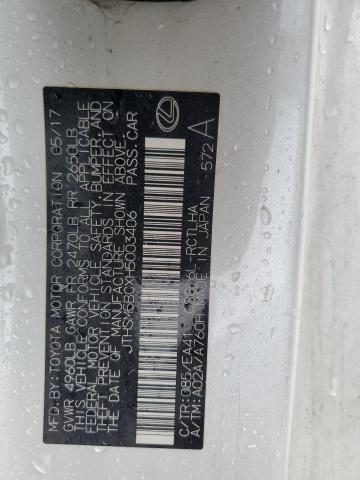 MFD. BY: TOYOTA MOTOR CORPORATION 05/17
GVWR 4960LB GAWR FR 2470LB RR 2650LB
THIS VEHICLE CONFORMS TO ALL APPLICABLE
FEDERAL MOTOR VEHICLE SAFETY, BUMPER, AND
THEFT PREVENTION STANDARDS IN EFFECT ON
THE DATE OF MANUFACTURE SHOWN ABOVE.
PASS. CAR
C/TR: 085/EA41 -RCTLHA
A/TM: A02A/A760H MADE IN JAPAN 572
A